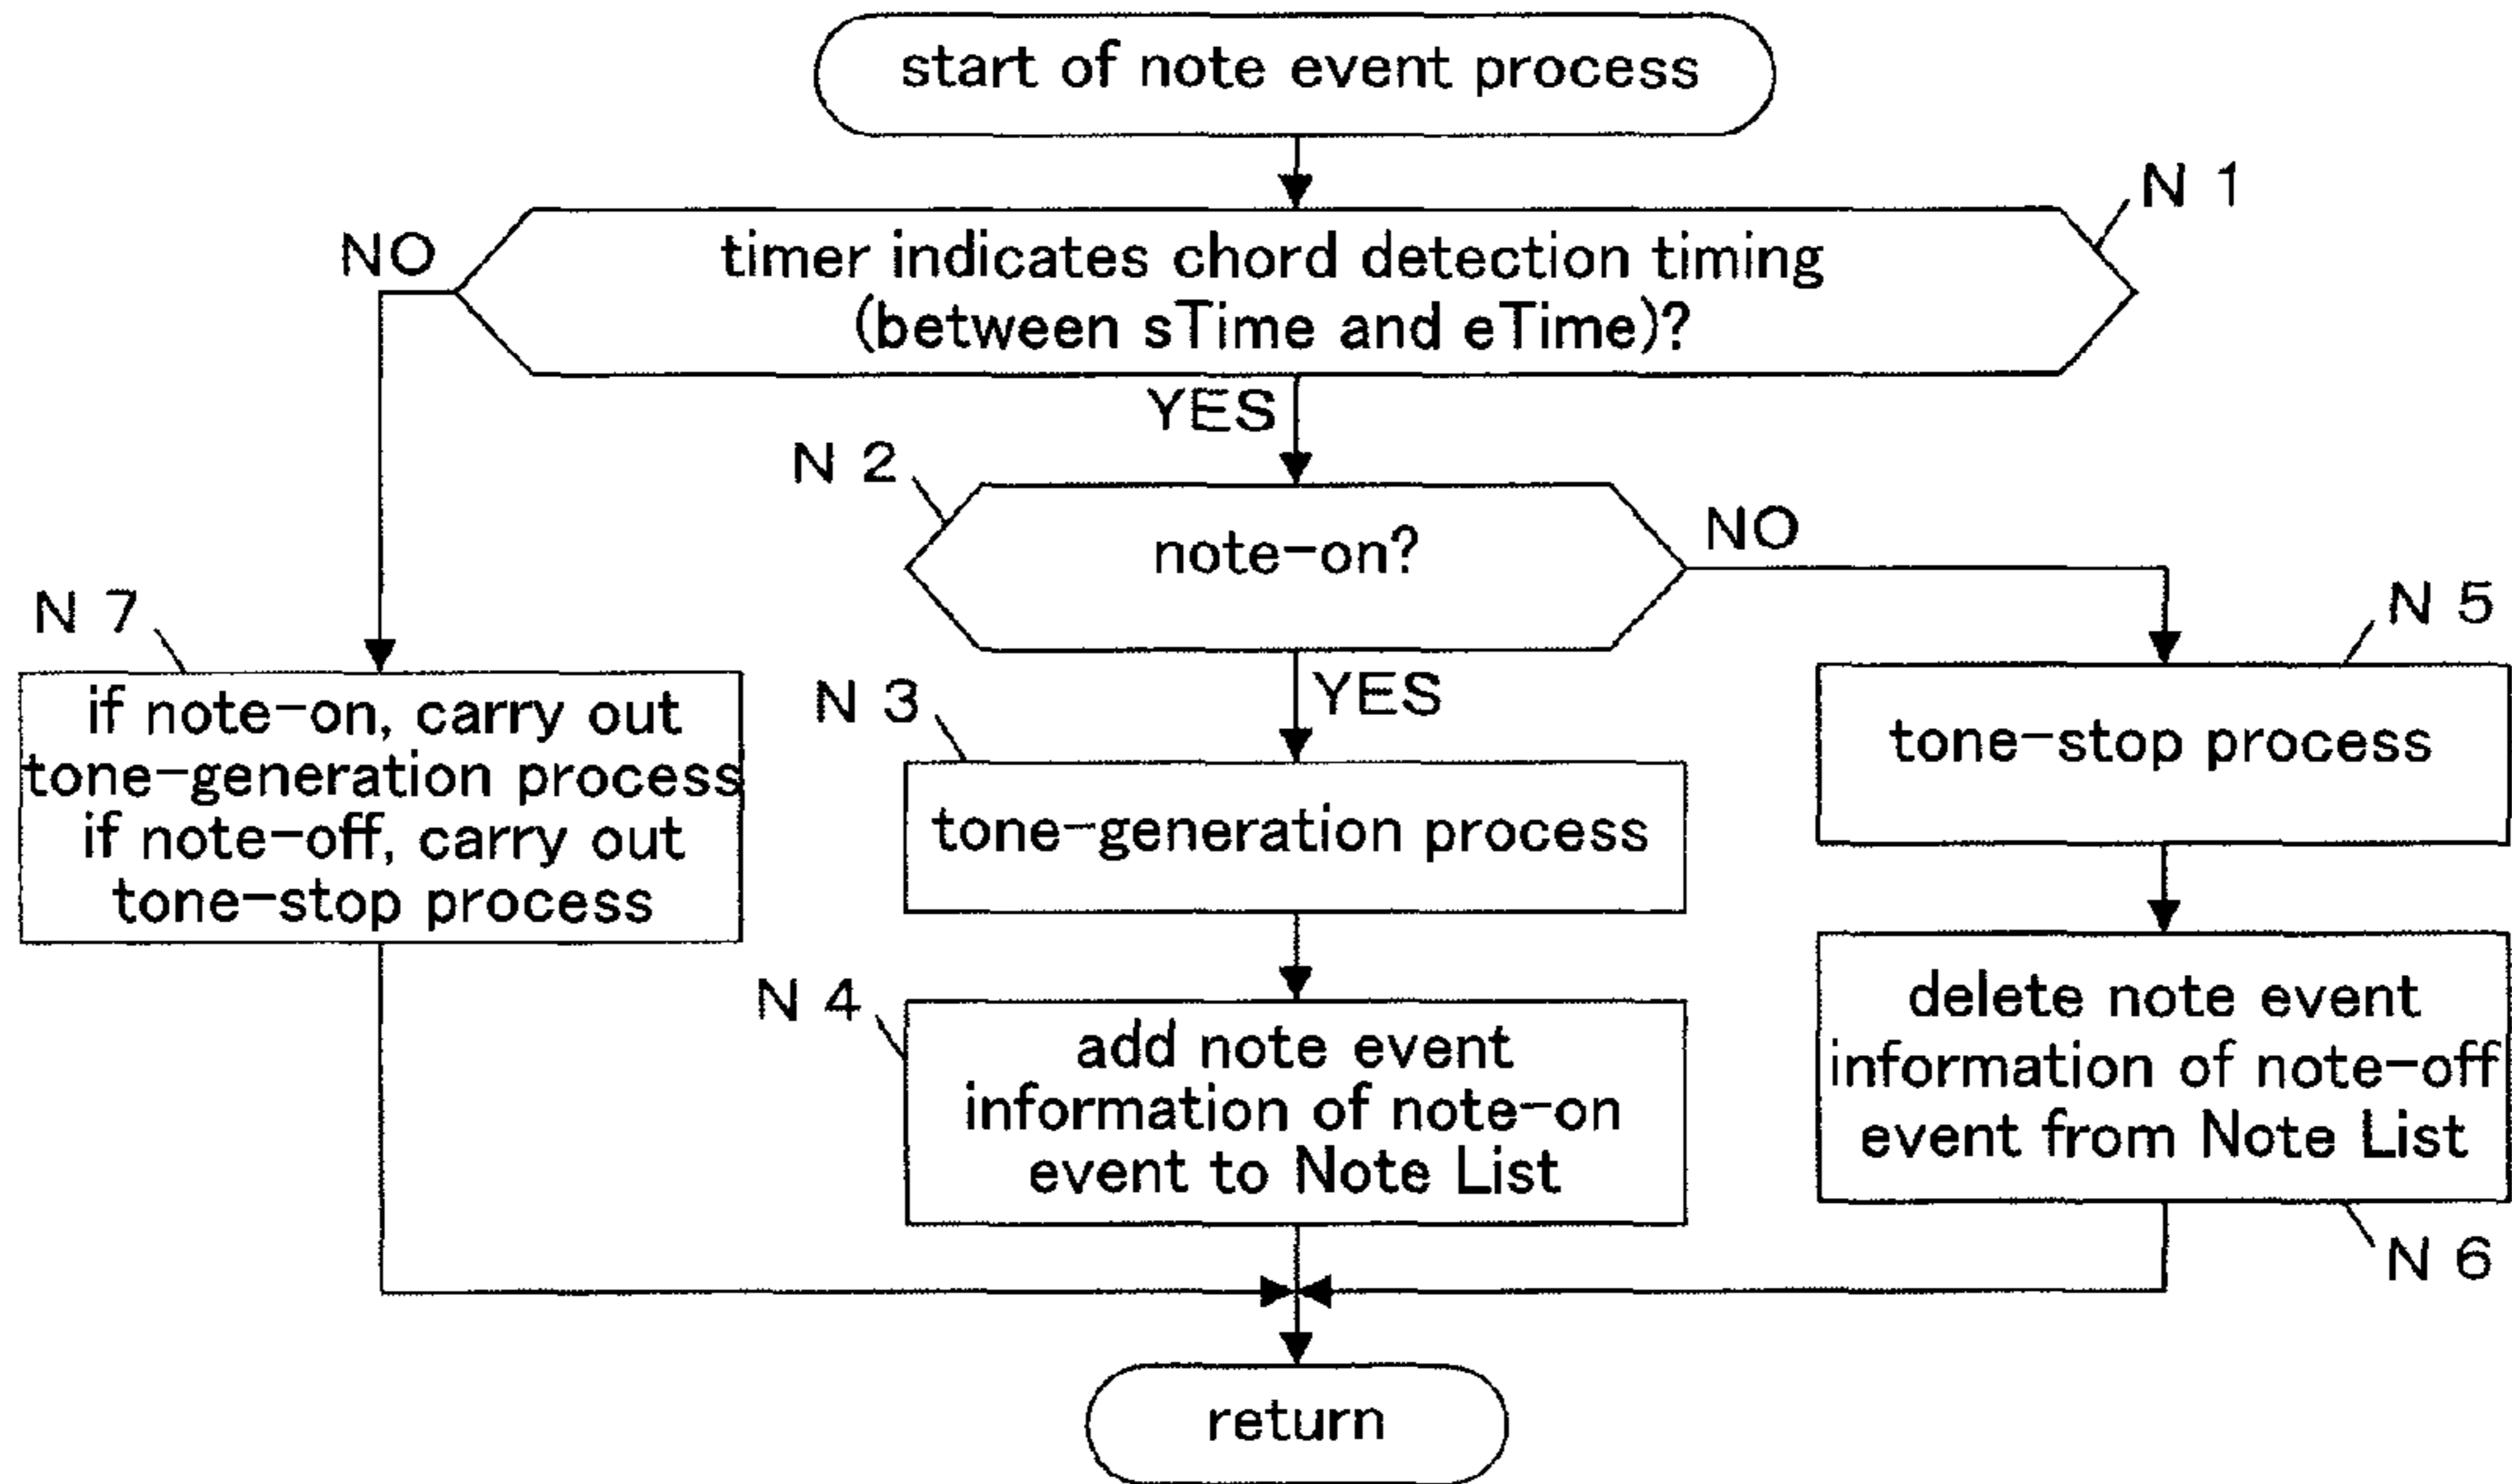 start of note event process
N 1
NO
timer indicates chord detection timing
(between sTime and eTime)?
YES
N 2
note-on?
NO
N 7
if note-on, carry out
tone-generation process
if note-off, carry out
tone-stop process
N 3
YES
tone-generation process
N 5
tone-stop process
N 4
add note event
information of note-on
event to Note List
delete note event
information of note-off
event from Note List
N 6
return